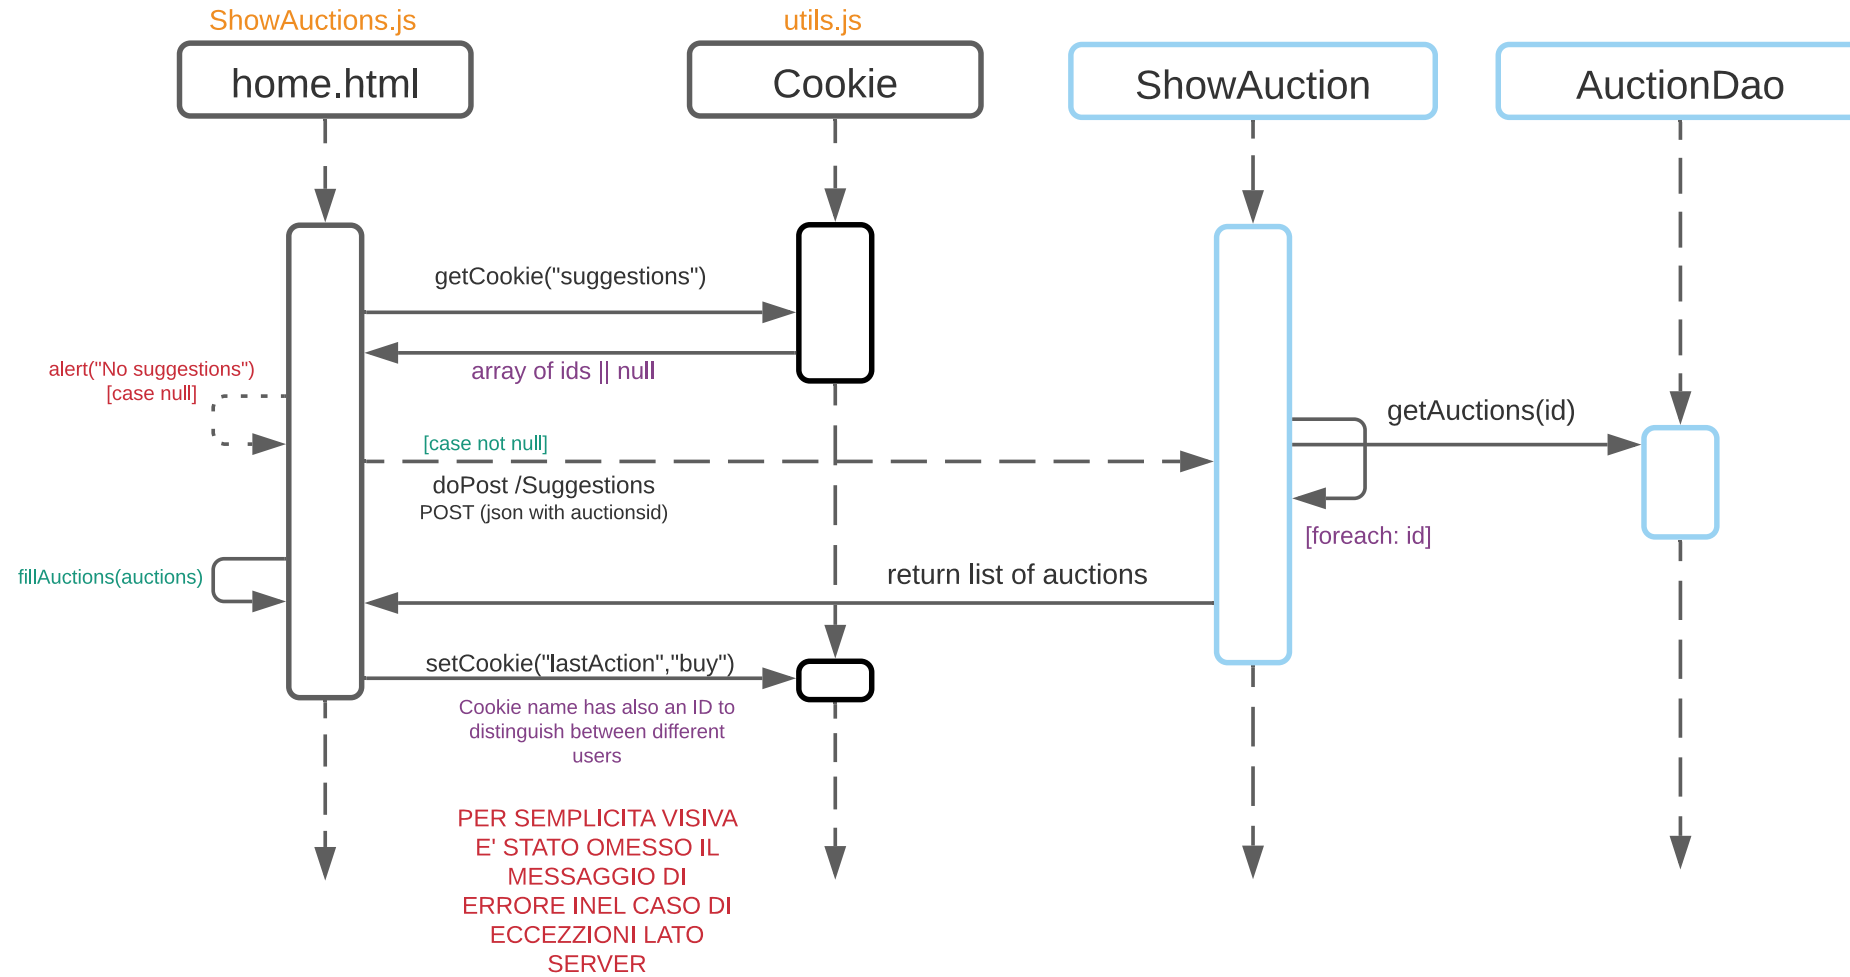 ShowAuctions.js
utils.js
home.html
Cookie
ShowAuction
AuctionDao
getCookie("suggestions")
array of ids || null
alert("No suggestions")
[case null]
getAuctions(id)
[case not null]
doPost /Suggestions
POST (json with auctionsid)
[foreach: id]
fillAuctions(auctions)
return list of auctions
setCookie("lastAction","buy")
Cookie name has also an ID to
distinguish between different
users
PER SEMPLICITA VISIVA
E' STATO OMESSO IL
MESSAGGIO DI
ERRORE INEL CASO DI
ECCEZZIONI LATO
SERVER